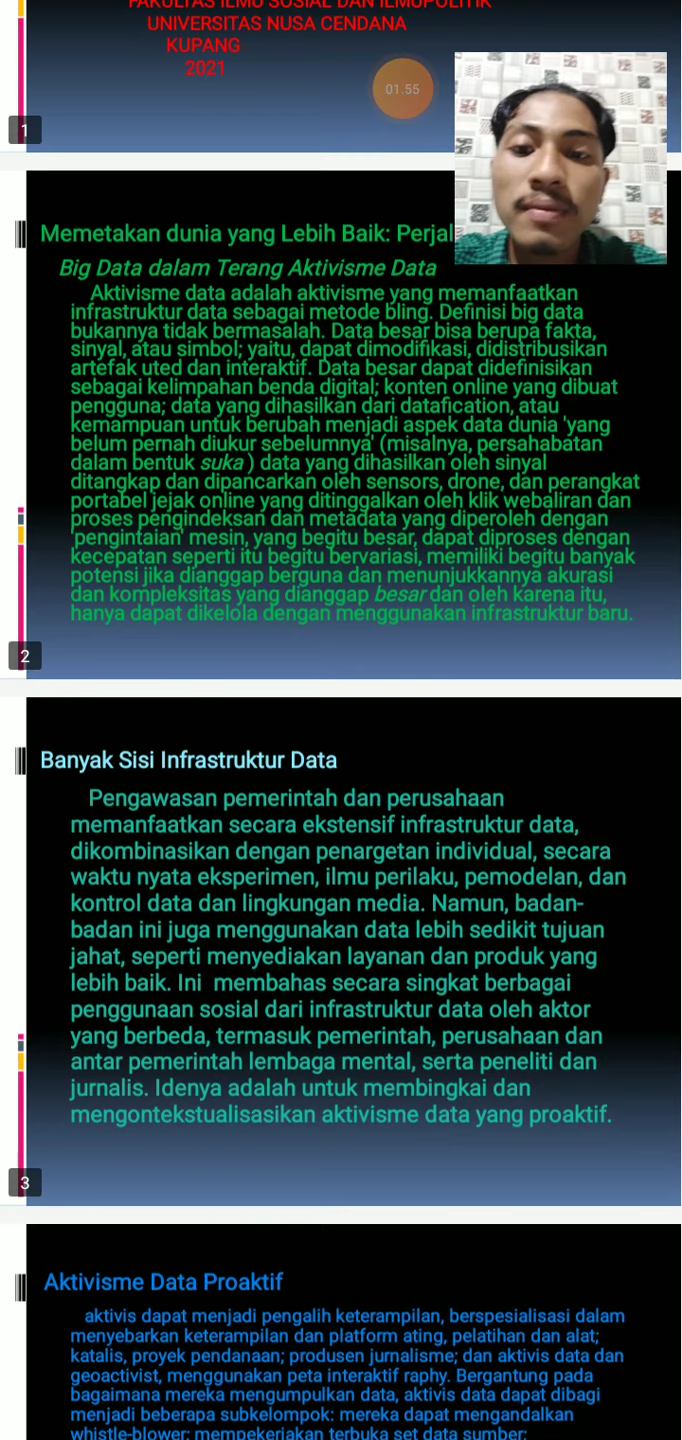 FAKULTAS ILMU SOSIAL DAN ILMUPOLITIK
UNIVERSITAS NUSA CENDANA
KUPANG
2021
01.55
1
Memetakan dunia yang Lebih Baik: Perjal
Big Data dalam Terang Aktivisme Data
Aktivisme data adalah aktivisme yang memanfaatkan
infrastruktur data sebagai metode bling. Definisi big data
bukannya tidak bermasalah. Data besar bisa berupa fakta,
sinyal, atau simbol; yaitu, dapat dimodifikasi, didistribusikan
artefak uted dan interaktif. Data besar dapat didefinisikan
sebagai kelimpahan benda digital; konten online yang dibuat
pengguna; data yang dihasilkan dari datafication, atau
kemampuan untuk berubah menjadi aspek data dunia 'yang
belum pernah diukur sebelumnya' (misalnya, persahabatan
dalam bentuk suka ) data yang dihasilkan oleh sinyal
ditangkap dan dipancarkan oleh sensors, drone, dan perangkat
portabel jejak online yang ditinggalkan oleh klik webaliran dan
proses pengindeksan dan metadata yang diperoleh dengan
'pengintaian' mesin, yang begitu besar, dapat diproses dengan
kecepatan seperti itu begitu bervariasi, memiliki begitu banyak
potensi jika dianggap berguna dan menunjukkannya akurasi
dan kompleksitas yang dianggap besar dan oleh karena itu,
hanya dapat dikelola dengan menggunakan infrastruktur baru.
2
Banyak Sisi Infrastruktur Data
Pengawasan pemerintah dan perusahaan
memanfaatkan secara ekstensif infrastruktur data,
dikombinasikan dengan penargetan individual, secara
waktu nyata eksperimen, ilmu perilaku, pemodelan, dan
kontrol data dan lingkungan media. Namun, badan-
badan ini juga menggunakan data lebih sedikit tujuan
jahat, seperti menyediakan layanan dan produk yang
lebih baik. Ini  membahas secara singkat berbagai
penggunaan sosial dari infrastruktur data oleh aktor
yang berbeda, termasuk pemerintah, perusahaan dan
antar pemerintah lembaga mental, serta peneliti dan
jurnalis. Idenya adalah untuk membingkai dan
mengontekstualisasikan aktivisme data yang proaktif.
3
Aktivisme Data Proaktif
aktivis dapat menjadi pengalih keterampilan, berspesialisasi dalam
menyebarkan keterampilan dan platform ating, pelatihan dan alat;
katalis, proyek pendanaan; produsen jurnalisme; dan aktivis data dan
geoactivist, menggunakan peta interaktif raphy. Bergantung pada
bagaimana mereka mengumpulkan data, aktivis data dapat dibagi
menjadi beberapa subkelompok: mereka dapat mengandalkan
whistle-blower; mempekerjakan terbuka set data sumber;